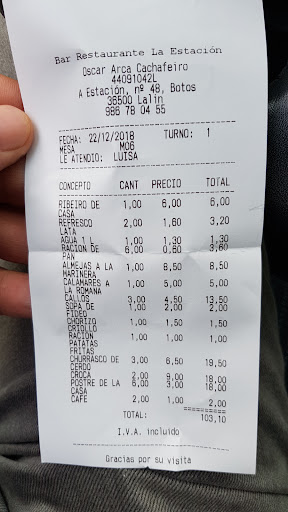 Bar Restaurante La Estación
Oscar Arca Cachafeiro
44091042L
A Estación, nº 48, Botos
36500 Lalín
986 78 04 55
FECHA: 22/12/2018 TURNO: 1
MESA M06
LE ATENDIO: LUISA
CONCEPTO CANT PRECIO TOTAL
RIBEIRO DE 1,00 6,00 6,00
CASA
REFRESCO 2,00 1,60 3,20
LATA
AGUA 1 L 1,00 1,30 1,30
RACION DE 6,00 0,60 3,60
PAN
ALMEJAS A LA 1,00 8,50 8,50
MARINERA
CALAMARES A 1,00 5,00 5,00
LA ROMANA
CALLOS 3,00 4,50 13,50
SOPA DE 1,00 2,00 2,00
FIDEO
CHORIZO 1,00 1,50 1,50
CRIOLLO
RACION 1,00 1,00 1,00
PATATAS
FRITAS
CHURRASCO DE 3,00 6,50 19,50
CERDO
CROCA 2,00 9,00 18,00
POSTRE DE LA 6,00 3,00 18,00
CASA
CAFE 2,00 1,00 2,00
TOTAL: 103,10
I.V.A. incluido
Gracias por su visita